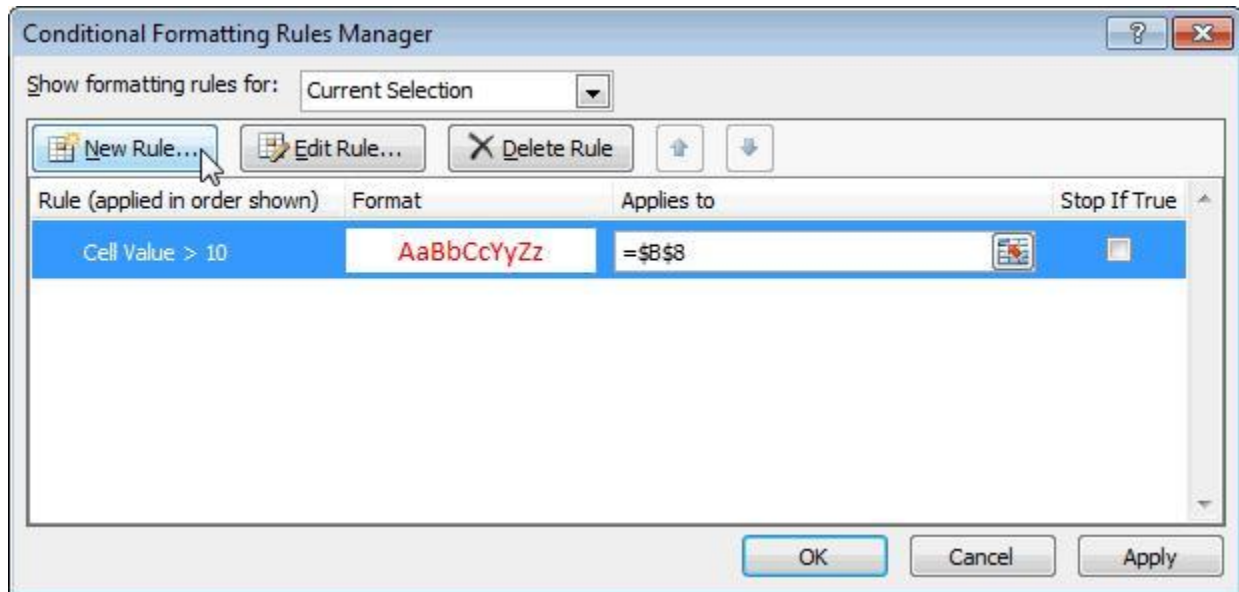 Conditional Formatting Rules Manager
Show formatting rules for: Current Selection
New Rule... Edit Rule... Delete Rule
Rule (applied in order shown) Format Applies to Stop If True
Cell Value > 10 AaBbCcYyZz =$B$8
OK Cancel Apply